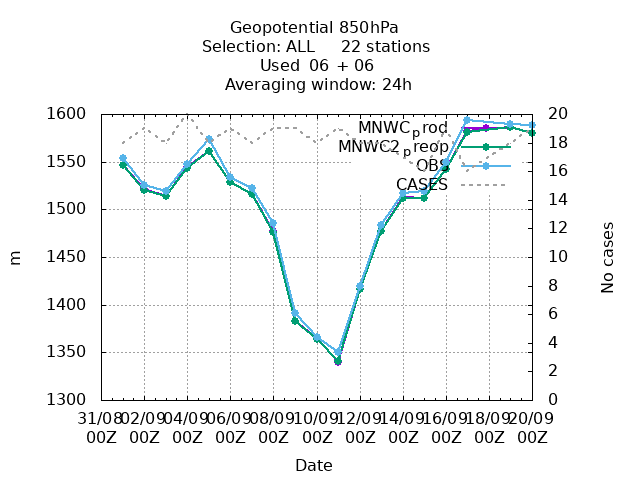 Geopotential 850hPa
Selection: ALL 22 stations
Used 06 + 06
Averaging window: 24h
1600 20
MNWCprod
18
MNWC2preop
1550
OBS
16
CASES
1500
14
12
m 1450 10 No cases
8
1400
6
1350
4
2
1300 0
31/08 02/09 04/09 06/09 08/09 10/09 12/09 14/09 16/09 18/09 20/09
00Z 00Z 00Z 00Z 00Z 00Z 00Z 00Z 00Z 00Z 00Z
Date